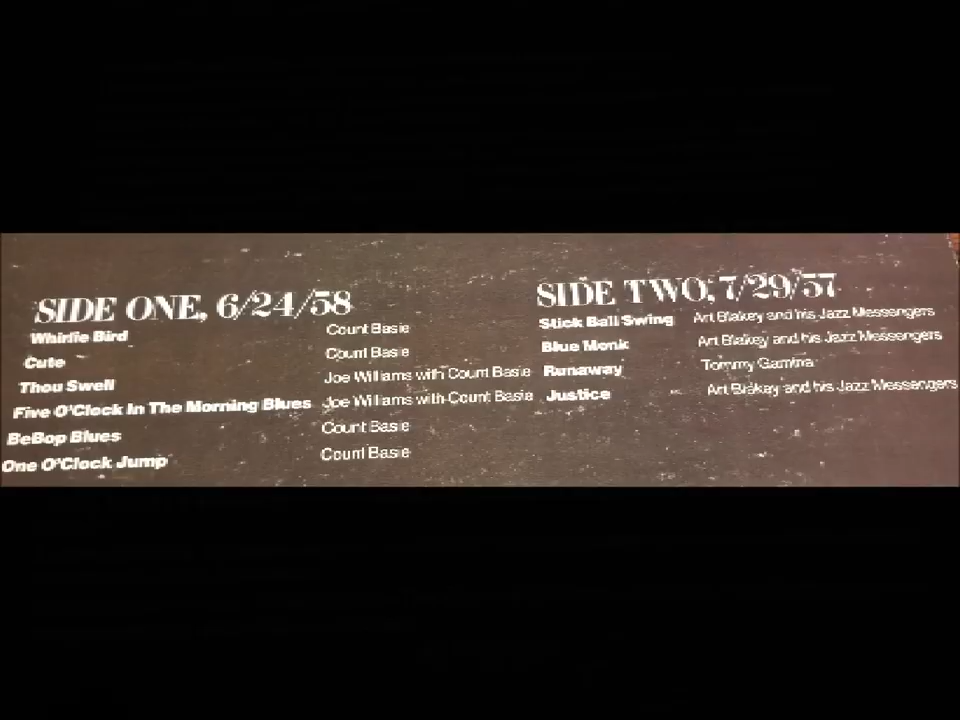 SIDE ONE, 6/24/58
Whirlie Bird Count Basie
Cute Count Basie
Thou Swell Joe Williams with Count Basie
Five O'Clock In The Morning Blues Joe Williams with Count Basie
BeBop Blues Count Basie
One O'Clock Jump Count Basie
SIDE TWO, 7/29/57
Stick Ball Swing Art Blakey and his Jazz Messengers
Blue Monk Art Blakey and his Jazz Messengers
Runaway Tommy Gumina
Justice Art Blakey and his Jazz Messengers